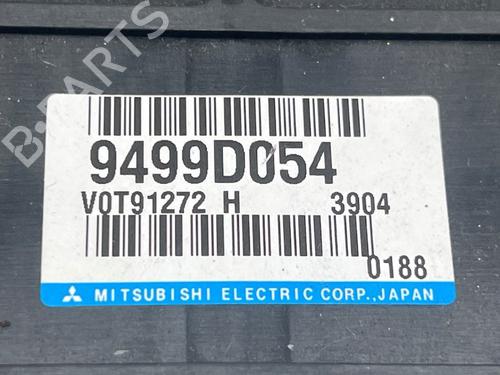 B-PARTS
9499D054
V0T91272 H 3904
0188
MITSUBISHI ELECTRIC CORP.,JAPAN